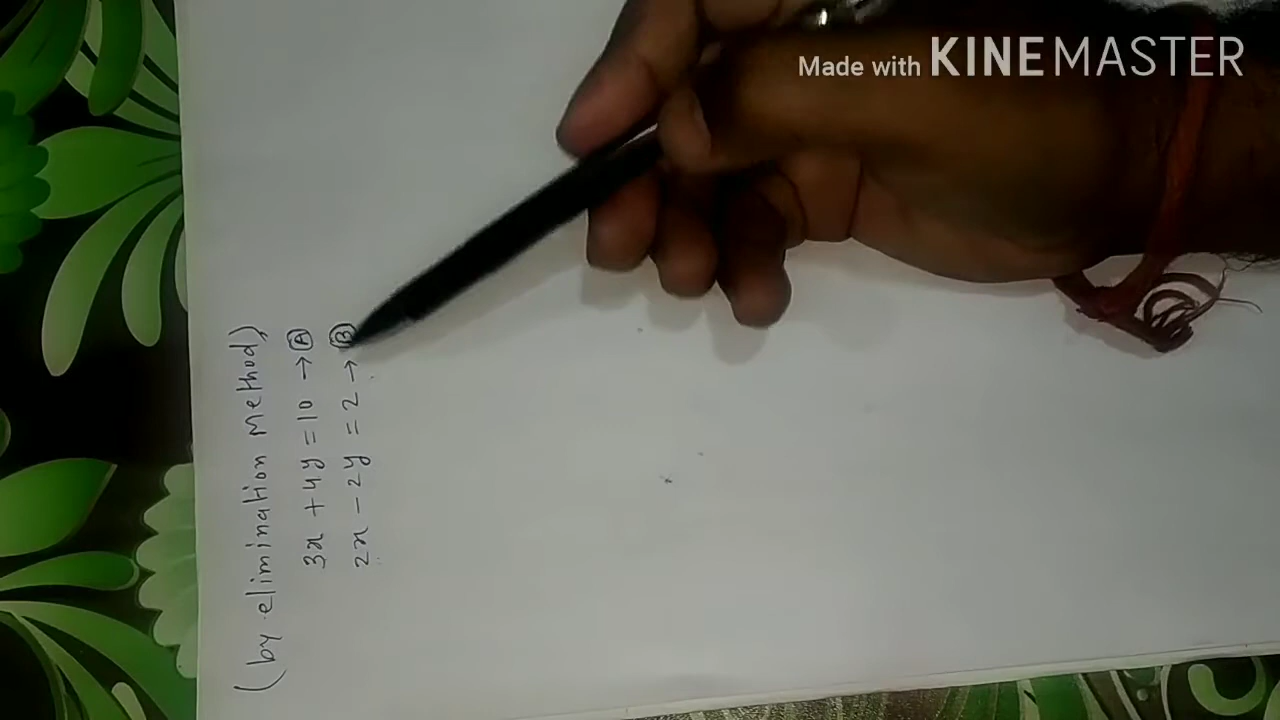 Made with KINEMASTER
(by elimination method)
3x + 4y = 10 → Ⓐ
2x - 2y = 2 → Ⓑ